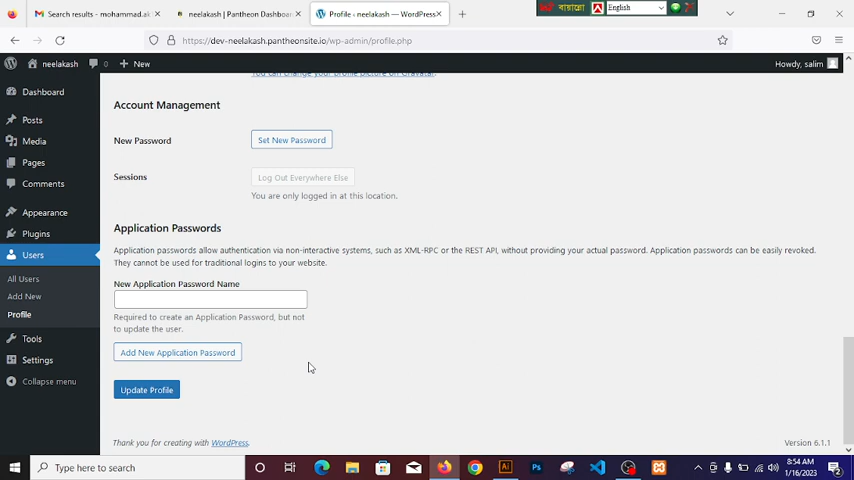 Search results - mohammad.ak
neelakash | Pantheon Dashboar
Profile ‹ neelakash — WordPress
বায়ান্নো
English
https://dev-neelakash.pantheonsite.io/wp-admin/profile.php
neelakash
0
New
Howdy, salim
You can change your profile picture on Gravatar.
Dashboard
Posts
Media
Pages
Comments
Appearance
Plugins
Users
All Users
Add New
Profile
Tools
Settings
Collapse menu
Account Management
New Password
Set New Password
Sessions
Log Out Everywhere Else
You are only logged in at this location.
Application Passwords
Application passwords allow authentication via non-interactive systems, such as XML-RPC or the REST API, without providing your actual password. Application passwords can be easily revoked.
They cannot be used for traditional logins to your website.
New Application Password Name
Required to create an Application Password, but not
to update the user.
Add New Application Password
Update Profile
Thank you for creating with WordPress.
Version 6.1.1
Type here to search
8:54 AM
1/16/2023
2